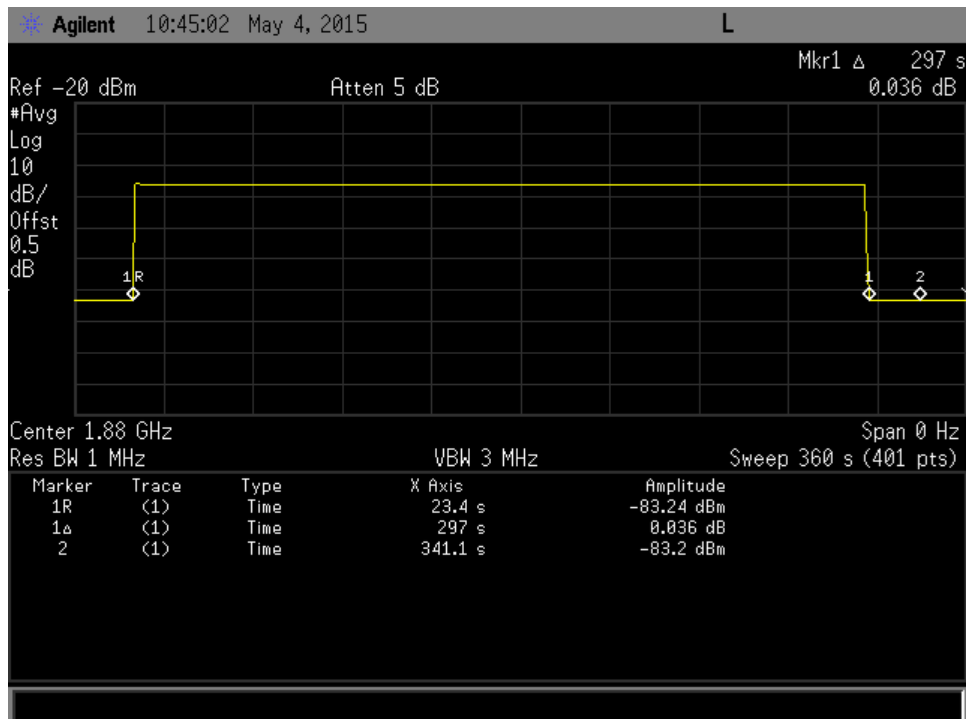 Agilent 10:45:02 May 4, 2015 L
Mkr1 Δ 297 s
Ref −20 dBm Atten 5 dB 0.036 dB
#Avg
Log
10
dB/
Offst
0.5
dB
1R 1 2
Center 1.88 GHz Span 0 Hz
Res BW 1 MHz VBW 3 MHz Sweep 360 s (401 pts)
Marker Trace Type X Axis Amplitude
1R (1) Time 23.4 s −83.24 dBm
1Δ (1) Time 297 s 0.036 dB
2 (1) Time 341.1 s −83.2 dBm